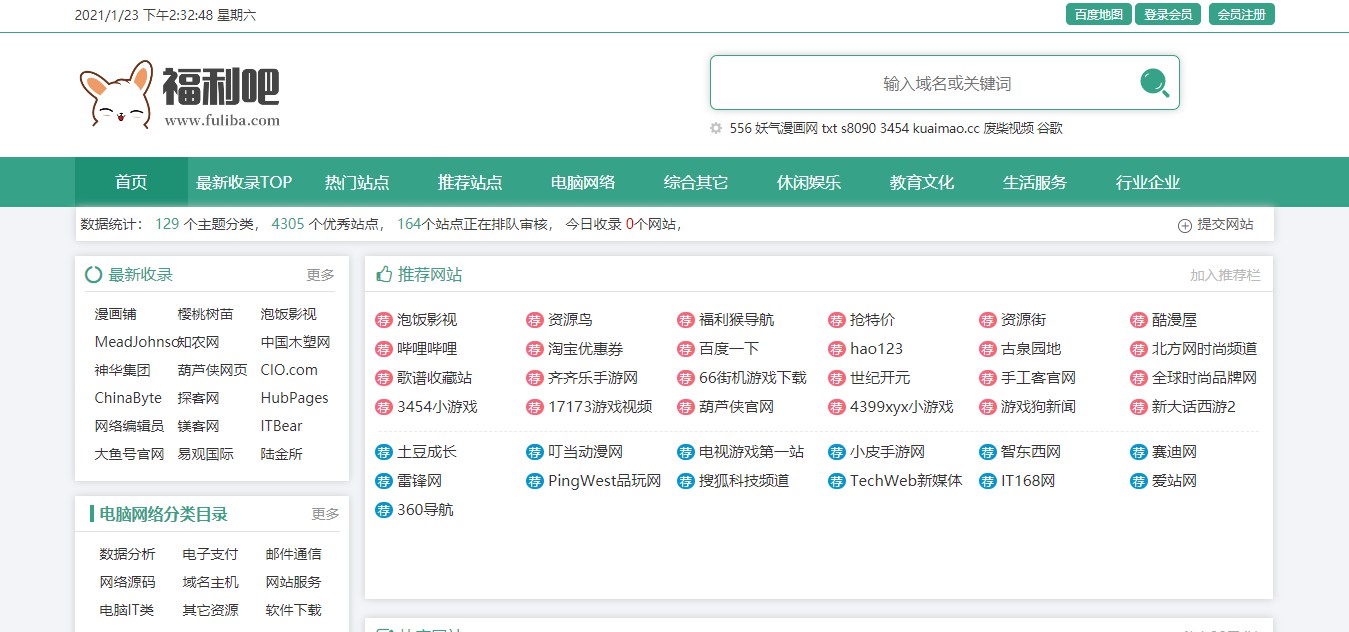 2021/1/23 下午2:32:48 星期六
百度地图 登录会员 会员注册
福利吧
www.fuliba.com
输入域名或关键词
556 妖气漫画网 txt s8090 3454 kuaimao.cc 废柴视频 谷歌
首页 最新收录TOP 热门站点 推荐站点 电脑网络 综合其它 休闲娱乐 教育文化 生活服务 行业企业
数据统计： 129 个主题分类， 4305 个优秀站点， 164个站点正在排队审核， 今日收录 0个网站，
提交网站
最新收录 更多
漫画铺 樱桃树苗 泡饭影视
MeadJohnso 知农网 中国木塑网
神华集团 葫芦侠网页 CIO.com
ChinaByte 探客网 HubPages
网络编辑员 镁客网 ITBear
大鱼号官网 易观国际 陆金所
电脑网络分类目录 更多
数据分析 电子支付 邮件通信
网络源码 域名主机 网站服务
电脑IT类 其它资源 软件下载
推荐网站 加入推荐栏
荐 泡饭影视 荐 资源鸟 荐 福利猴导航 荐 抢特价 荐 资源街 荐 酷漫屋
荐 哔哩哔哩 荐 淘宝优惠券 荐 百度一下 荐 hao123 荐 古泉园地 荐 北方网时尚频道
荐 歌谱收藏站 荐 齐齐乐手游网 荐 66街机游戏下载 荐 世纪开元 荐 手工客官网 荐 全球时尚品牌网
荐 3454小游戏 荐 17173游戏视频 荐 葫芦侠官网 荐 4399xyx小游戏 荐 游戏狗新闻 荐 新大话西游2
荐 土豆成长 荐 叮当动漫网 荐 电视游戏第一站 荐 小皮手游网 荐 智东西网 荐 赛迪网
荐 雷锋网 荐 PingWest品玩网 荐 搜狐科技频道 荐 TechWeb新媒体 荐 IT168网 荐 爱站网
荐 360导航